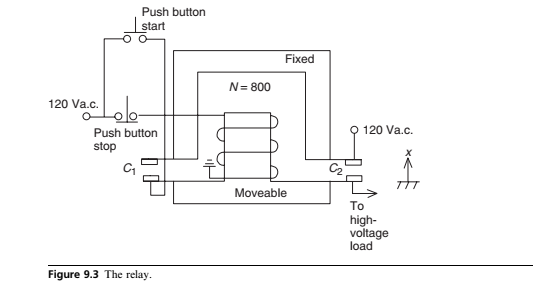 Push button
start
Fixed
N = 800
120 Va.c.
120 Va.c.
Push button
stop
C1
C2
x
Moveable
To
high-
voltage
load
Figure 9.3 The relay.